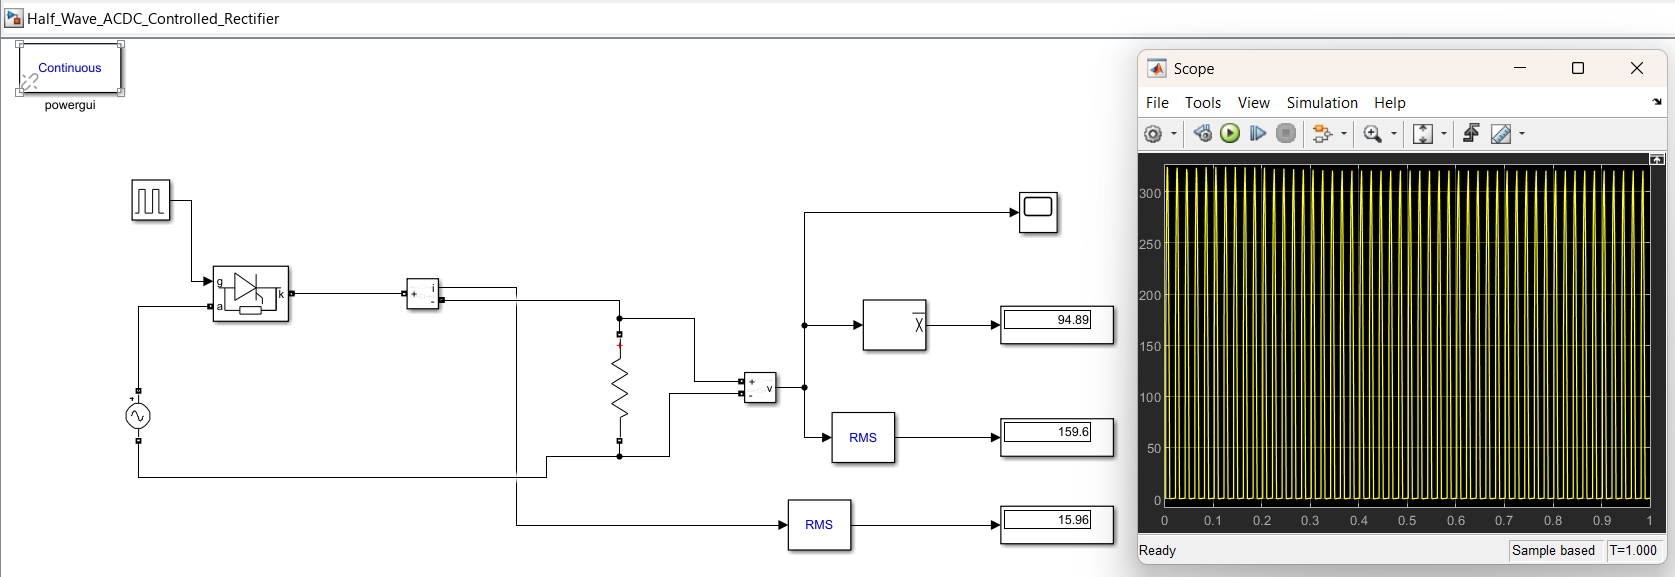 Half_Wave_ACDC_Controlled_Rectifier
Continuous
powergui
g
a
k
+
i
-
+
+
+
-
v
X
RMS
RMS
94.89
159.6
15.96
Scope
File Tools View Simulation Help
300
250
200
150
100
50
0
0 0.1 0.2 0.3 0.4 0.5 0.6 0.7 0.8 0.9 1
Ready
Sample based
T=1.000